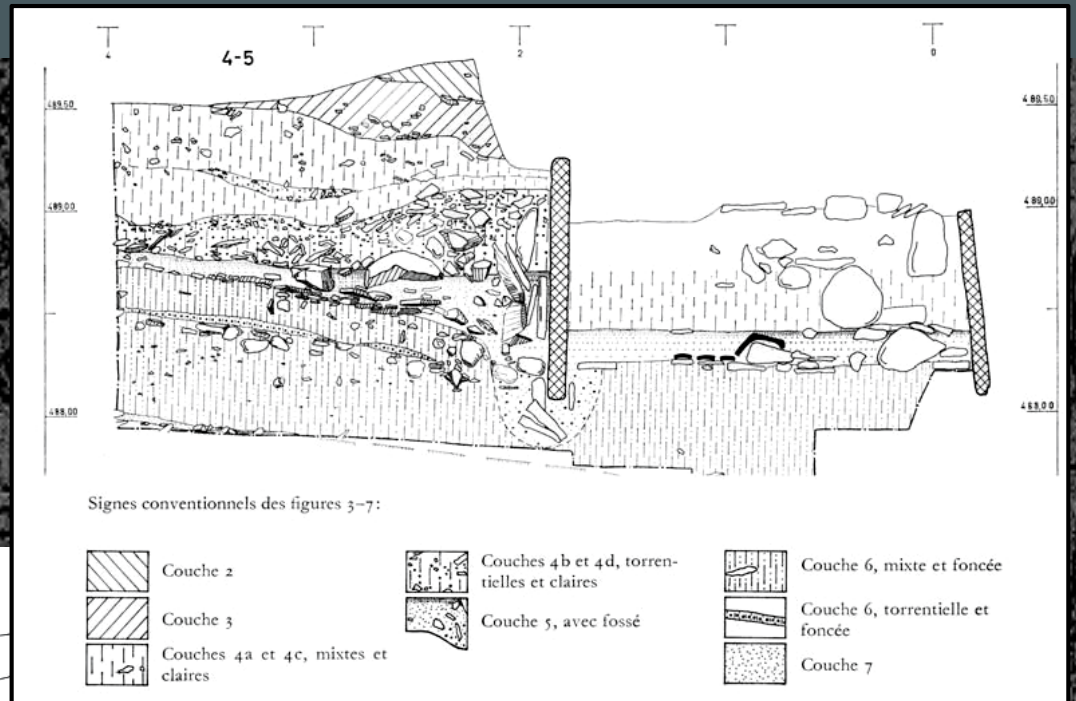 4
2
0
4-5
489,50
489,50
489,00
489,00
488,00
488,00
Signes conventionnels des figures 3–7:
Couche 2
Couche 3
Couches 4a et 4c, mixtes et
claires
Couches 4b et 4d, torren-
tielles et claires
Couche 5, avec fossé
Couche 6, mixte et foncée
Couche 6, torrentielle et
foncée
Couche 7